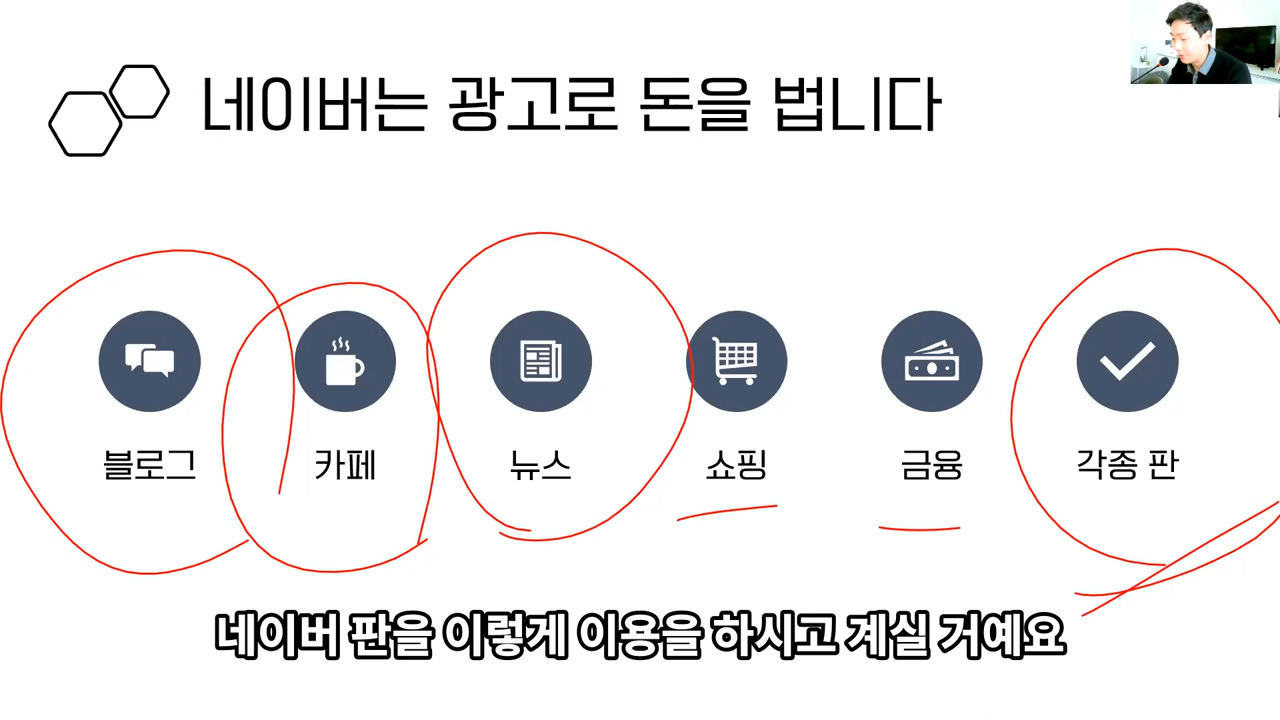 네이버는 광고로 돈을 법니다
블로그
카페
뉴스
쇼핑
금융
각종 판
네이버 판을 이렇게 이용을 하시고 계실 거예요